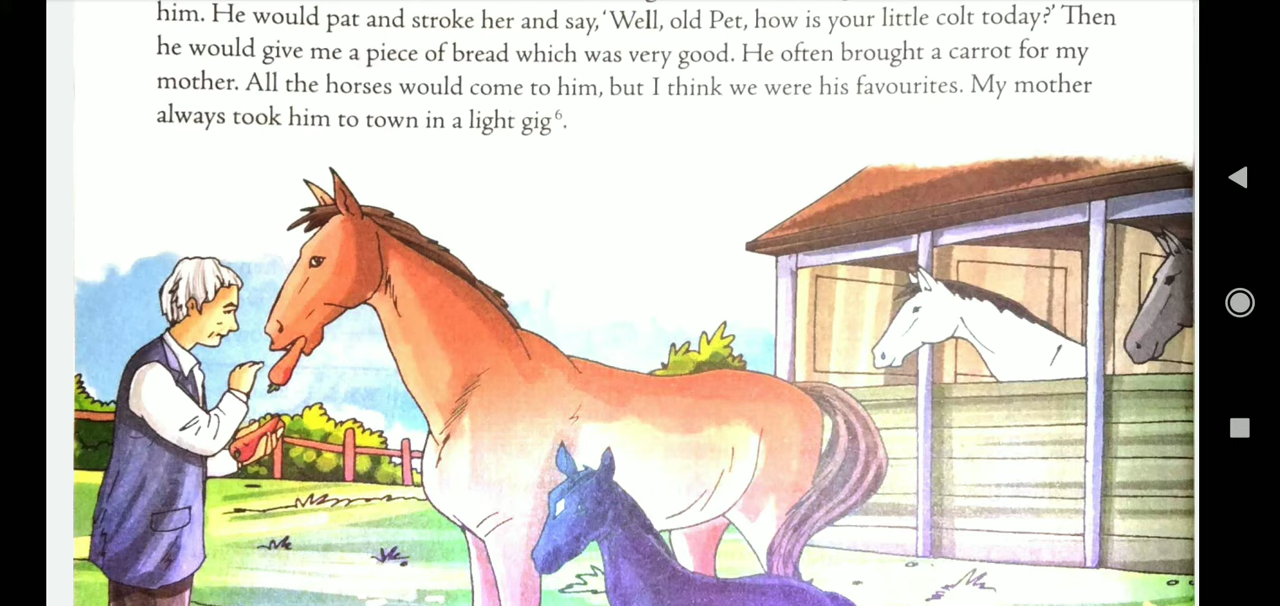 him. He would pat and stroke her and say, ‘Well, old Pet, how is your little colt today?’ Then
he would give me a piece of bread which was very good. He often brought a carrot for my
mother. All the horses would come to him, but I think we were his favourites. My mother
always took him to town in a light gig⁶.